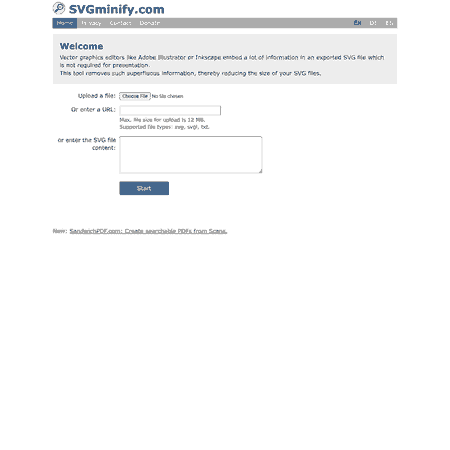 SVGminify.com
Home Privacy Contact Donate EN DE ES
Welcome
Vector graphics editors like Adobe Illustrator or Inkscape embed a lot of information in an exported SVG file which
is not required for presentation.
This tool removes such superfluous information, thereby reducing the size of your SVG files.
Upload a file: Choose File No file chosen
Or enter a URL:
Max. file size for upload is 12 MB.
Supported file types: svg, svgz, txt.
or enter the SVG file
content:
Start
New: SandwichPDF.com: Create searchable PDFs from Scans.